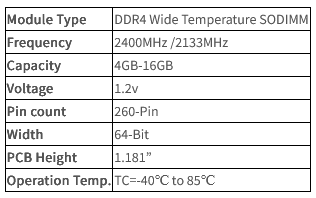 Module Type DDR4 Wide Temperature SODIMM
Frequency 2400MHz /2133MHz
Capacity 4GB-16GB
Voltage 1.2v
Pin count 260-Pin
Width 64-Bit
PCB Height 1.181”
Operation Temp. TC=-40℃ to 85℃